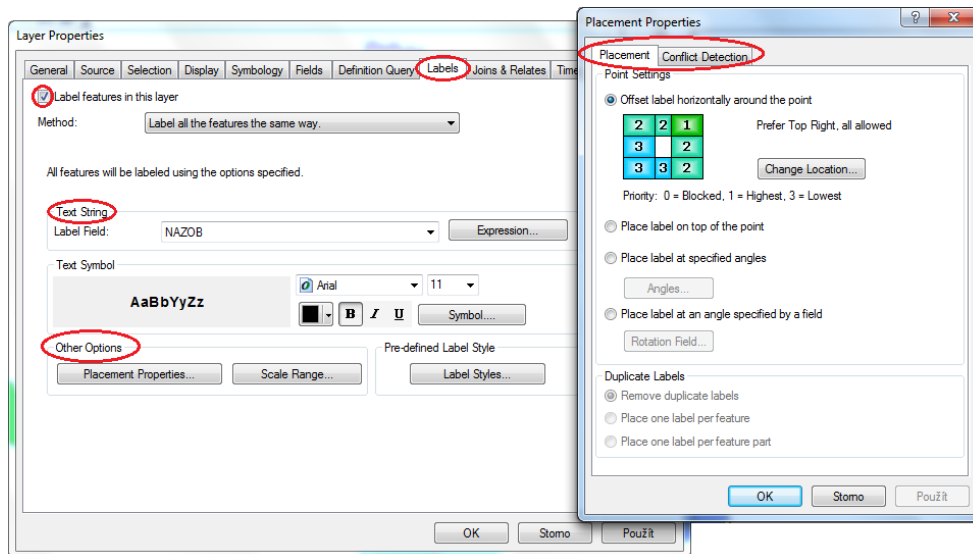 Layer Properties
General Source Selection Display Symbology Fields Definition Query Labels Joins & Relates Time
Label features in this layer
Method: Label all the features the same way.
All features will be labeled using the options specified.
Text String
Label Field: NAZOB Expression...
Text Symbol
AaBbYyZz
Arial 11
B I U Symbol....
Other Options
Placement Properties... Scale Range...
Pre-defined Label Style
Label Styles...
OK Storno Použít
Placement Properties
Placement Conflict Detection
Point Settings
Offset label horizontally around the point
2 2 1
3 2
3 3 2
Prefer Top Right, all allowed
Change Location...
Priority: 0 = Blocked, 1 = Highest, 3 = Lowest
Place label on top of the point
Place label at specified angles
Angles...
Place label at an angle specified by a field
Rotation Field...
Duplicate Labels
Remove duplicate labels
Place one label per feature
Place one label per feature part
OK Storno Použít